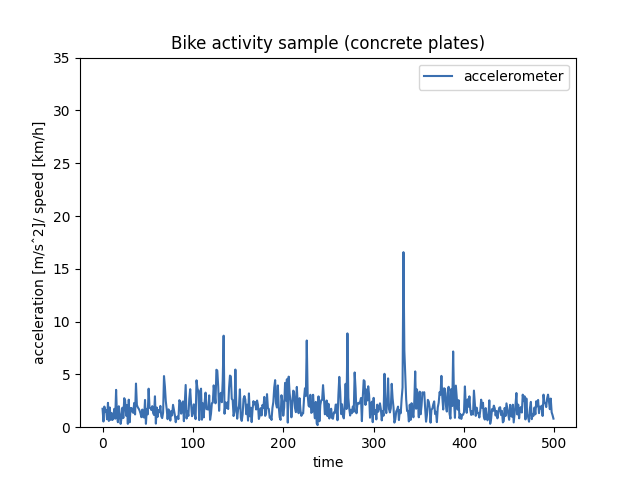 Bike activity sample (concrete plates)
accelerometer
35
30
25
20
15
10
5
0
acceleration [m/s^2]/ speed [km/h]
0 100 200 300 400 500
time